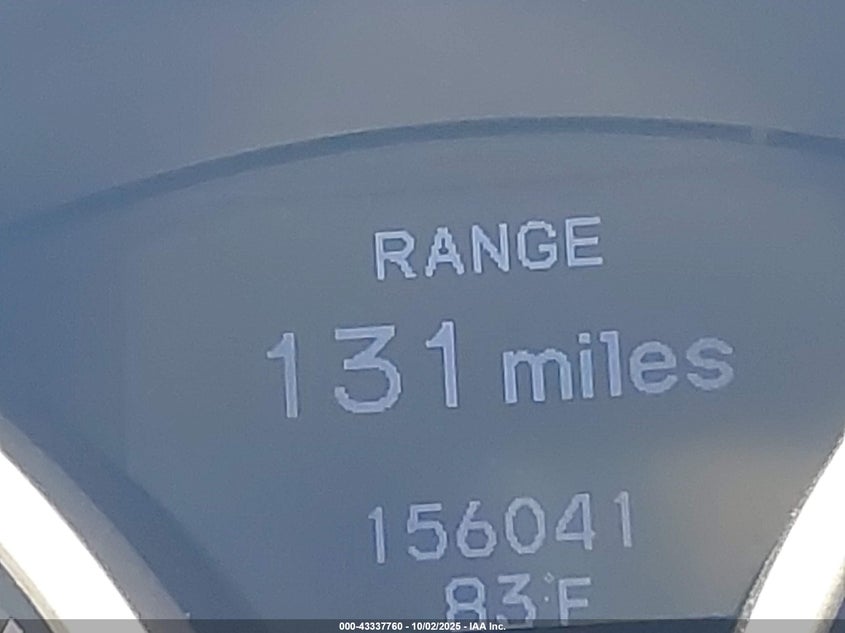 RANGE
131 miles
156041
83°F
000-43337760 - 10/02/2025 - IAA Inc.